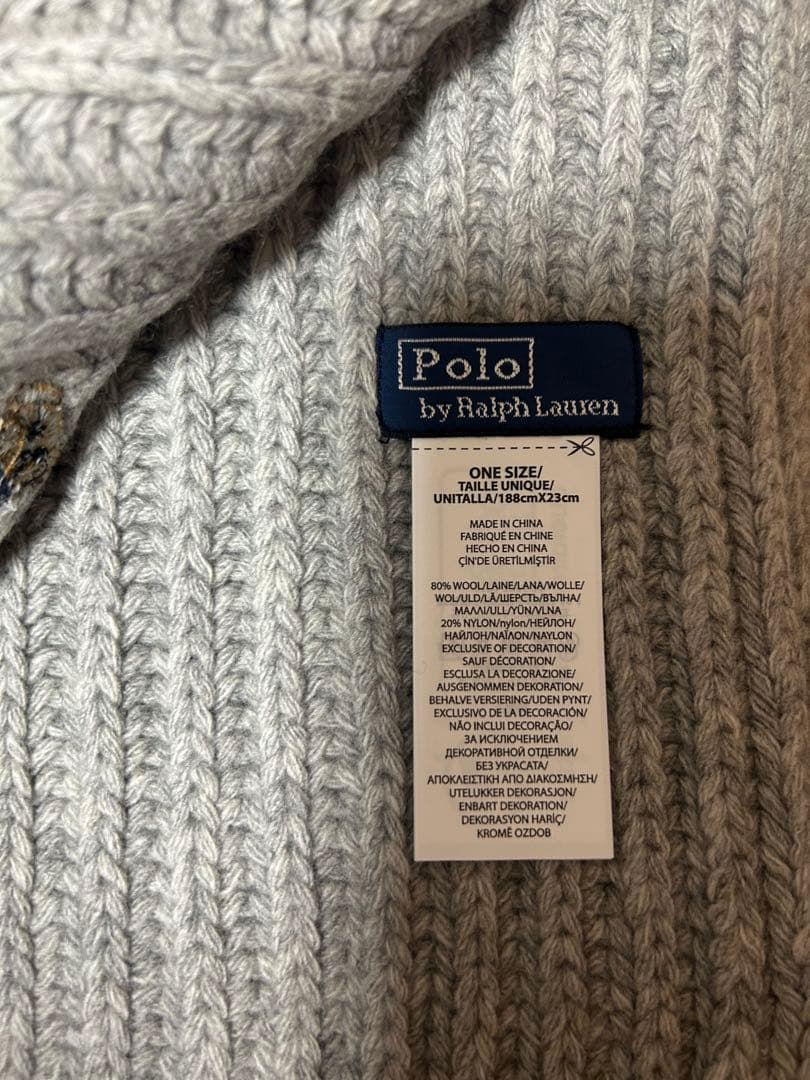 Polo
by Ralph Lauren
ONE SIZE/
TAILLE UNIQUE/
UNITALLA/188cmX23cm
MADE IN CHINA
FABRIQUÉ EN CHINE
HECHO EN CHINA
ÇİN'DE ÜRETİLMİŞTİR
80% WOOL/LAINE/LANA/WOLLE/
WOL/ULD/LÃ/ШЕРСТЬ/ВЪЛНА/
ΜΑΛΛΙ/ULL/YÜN/VLNA
20% NYLON/nylon/НЕЙЛОН/
НАЙЛОН/ΝΑΪΛΟΝ/NAYLON
EXCLUSIVE OF DECORATION/
SAUF DÉCORATION/
ESCLUSA LA DECORAZIONE/
AUSGENOMMEN DEKORATION/
BEHALVE VERSIERING/UDEN PYNT/
EXCLUSIVO DE LA DECORACIÓN/
NÃO INCLUI DECORAÇÃO/
ЗА ИСКЛЮЧЕНИЕМ
ДЕКОРАТИВНОЙ ОТДЕЛКИ/
БЕЗ УКРАСАТА/
ΑΠΟΚΛΕΙΣΤΙΚΗ ΑΠΟ ΔΙΑΚΟΣΜΗΣΗ/
UTELUKKER DEKORASJON/
ENBART DEKORATION/
DEKORASYON HARİÇ/
KROMĚ OZDOB